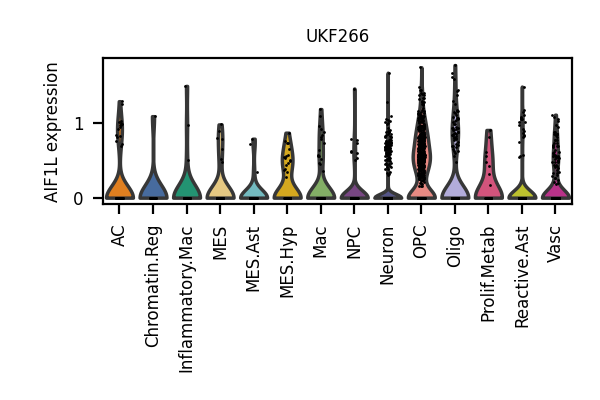 UKF266
AIF1L expression
1
0
AC
Chromatin.Reg
Inflammatory.Mac
MES
MES.Ast
MES.Hyp
Mac
NPC
Neuron
OPC
Oligo
Prolif.Metab
Reactive.Ast
Vasc